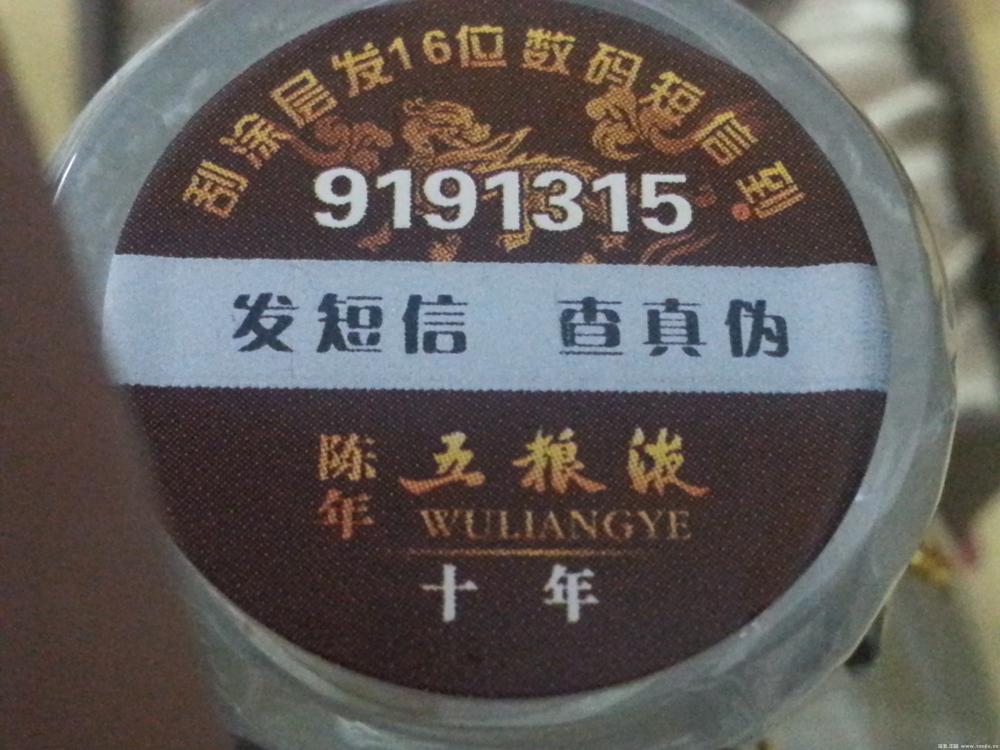 刮涂层发16位数码短信到
9191315
发短信 查真伪
陈年 五粮液
WULIANGYE
十年